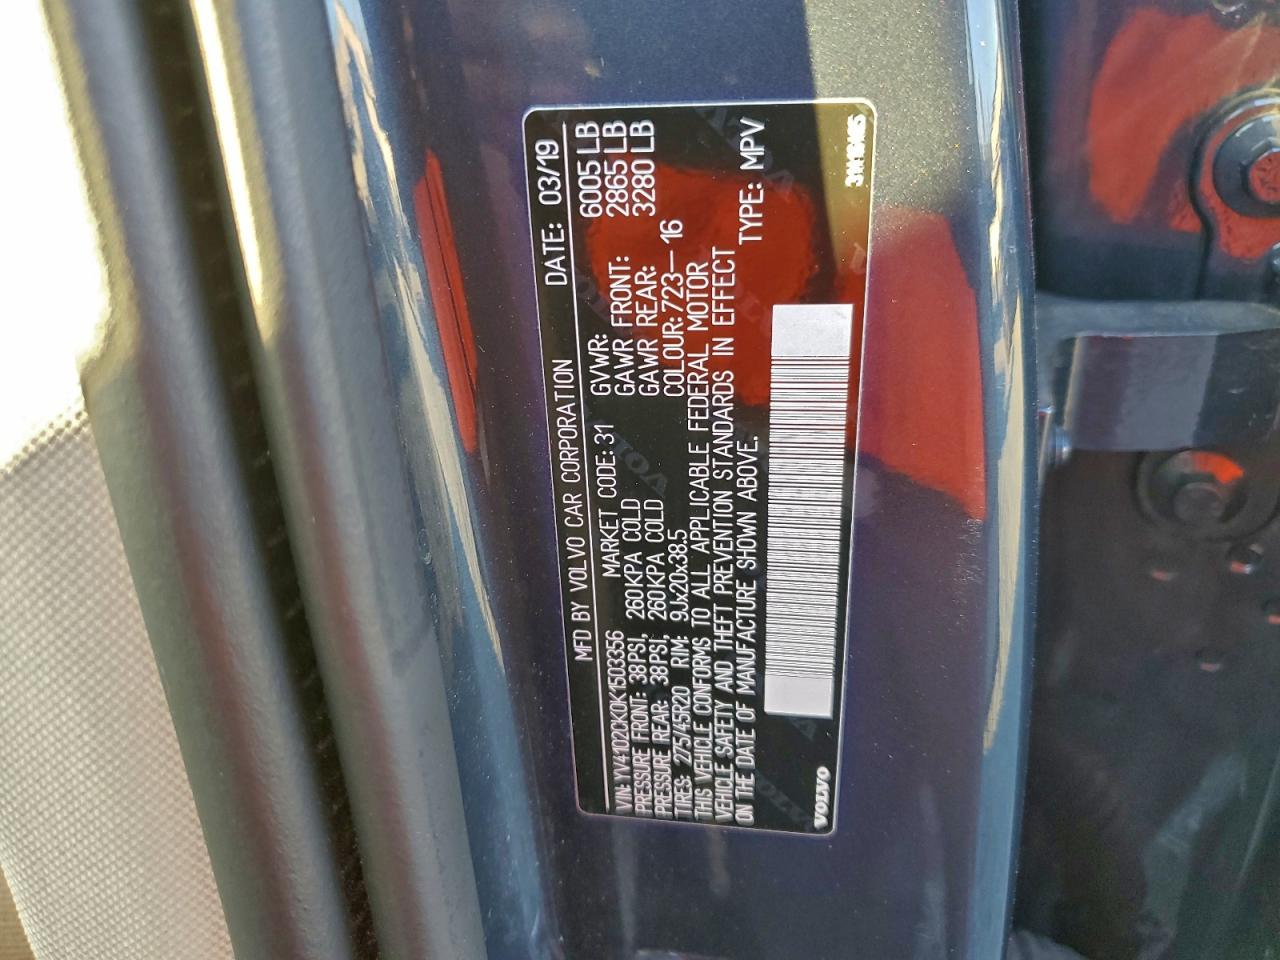 MFD BY VOLVO CAR CORPORATION DATE: 03/19
VIN: YV4102CK0K1503356 MARKET CODE: 31 GVWR: 6005 LB
PRESSURE FRONT: 38PSI, 260KPA COLD GAWR FRONT: 2865 LB
PRESSURE REAR: 38PSI, 260KPA COLD GAWR REAR: 3280 LB
TIRES: 275/45R20 RIM: 9Jx20x38.5 COLOUR: 723-16
THIS VEHICLE CONFORMS TO ALL APPLICABLE FEDERAL MOTOR
VEHICLE SAFETY AND THEFT PREVENTION STANDARDS IN EFFECT
ON THE DATE OF MANUFACTURE SHOWN ABOVE. TYPE: MPV
VOLVO